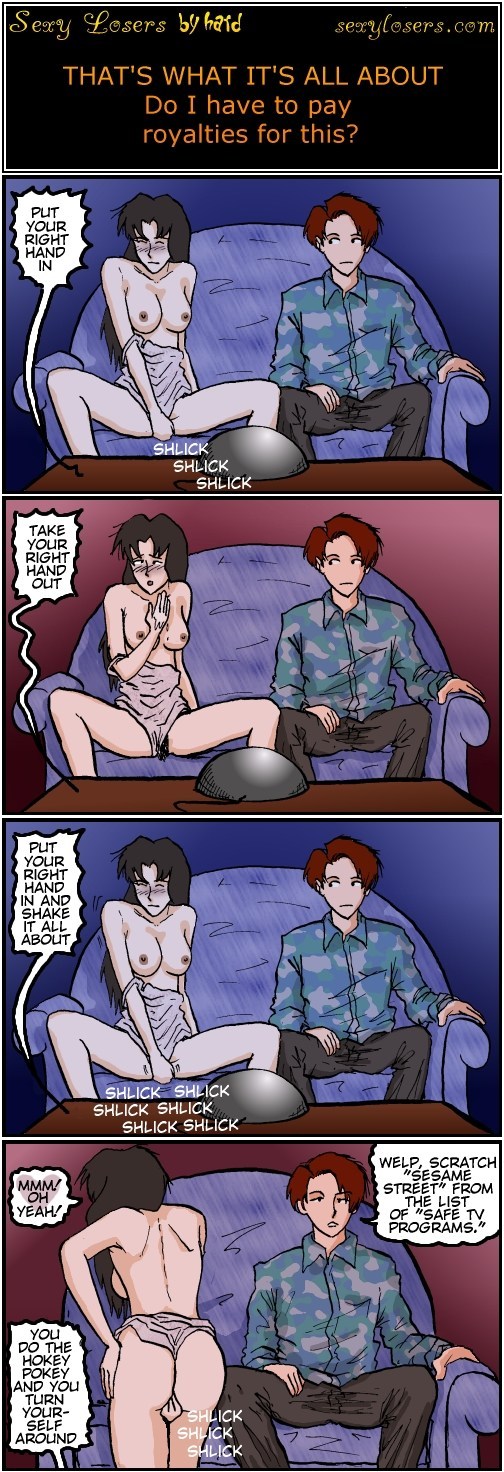 Sexy Losers by hard
sexylosers.com
THAT'S WHAT IT'S ALL ABOUT
Do I have to pay
royalties for this?
PUT
YOUR
RIGHT
HAND
IN
SHLICK
SHLICK
SHLICK
TAKE
YOUR
RIGHT
HAND
OUT
PUT
YOUR
RIGHT
HAND
IN AND
SHAKE
IT ALL
ABOUT
SHLICK SHLICK
SHLICK SHLICK
SHLICK SHLICK
MMM!
OH
YEAH!
WELP, SCRATCH
"SESAME
STREET" FROM
THE LIST
OF "SAFE TV
PROGRAMS."
YOU
DO THE
HOKEY
POKEY
AND YOU
TURN
YOUR-
SELF
AROUND
SHLICK
SHLICK
SHLICK